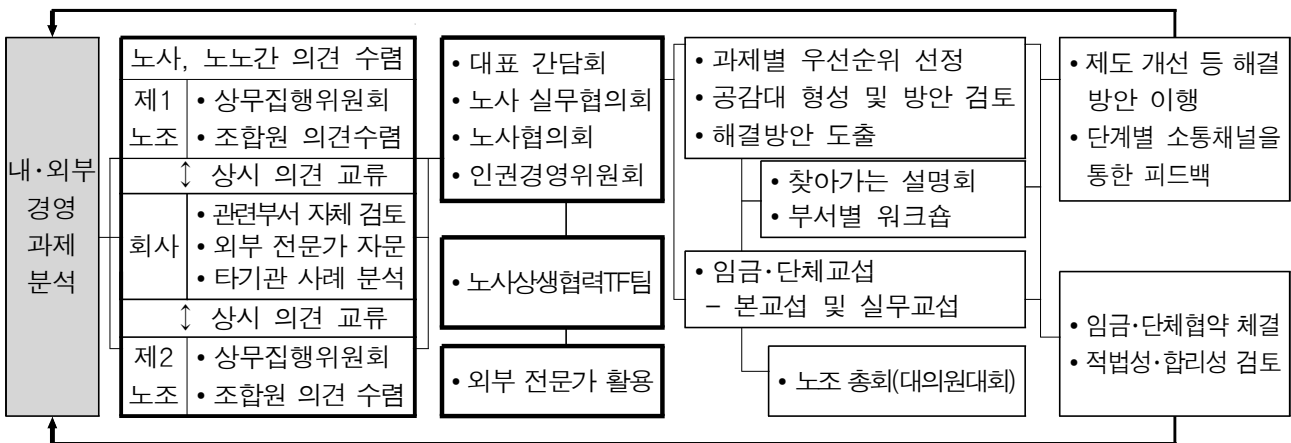 내·외부
경영
과제
분석
노사, 노노간 의견 수렴
제1
노조
• 상무집행위원회
• 조합원 의견수렴
↕ 상시 의견 교류
회사
• 관련부서 자체 검토
• 외부 전문가 자문
• 타기관 사례 분석
↕ 상시 의견 교류
제2
노조
• 상무집행위원회
• 조합원 의견 수렴
• 대표 간담회
• 노사 실무협의회
• 노사협의회
• 인권경영위원회
• 노사상생협력TF팀
• 외부 전문가 활용
• 과제별 우선순위 선정
• 공감대 형성 및 방안 검토
• 해결방안 도출
• 찾아가는 설명회
• 부서별 워크숍
• 임금·단체교섭
– 본교섭 및 실무교섭
• 노조 총회(대의원대회)
• 제도 개선 등 해결
방안 이행
• 단계별 소통채널을
통한 피드백
• 임금·단체협약 체결
• 적법성·합리성 검토